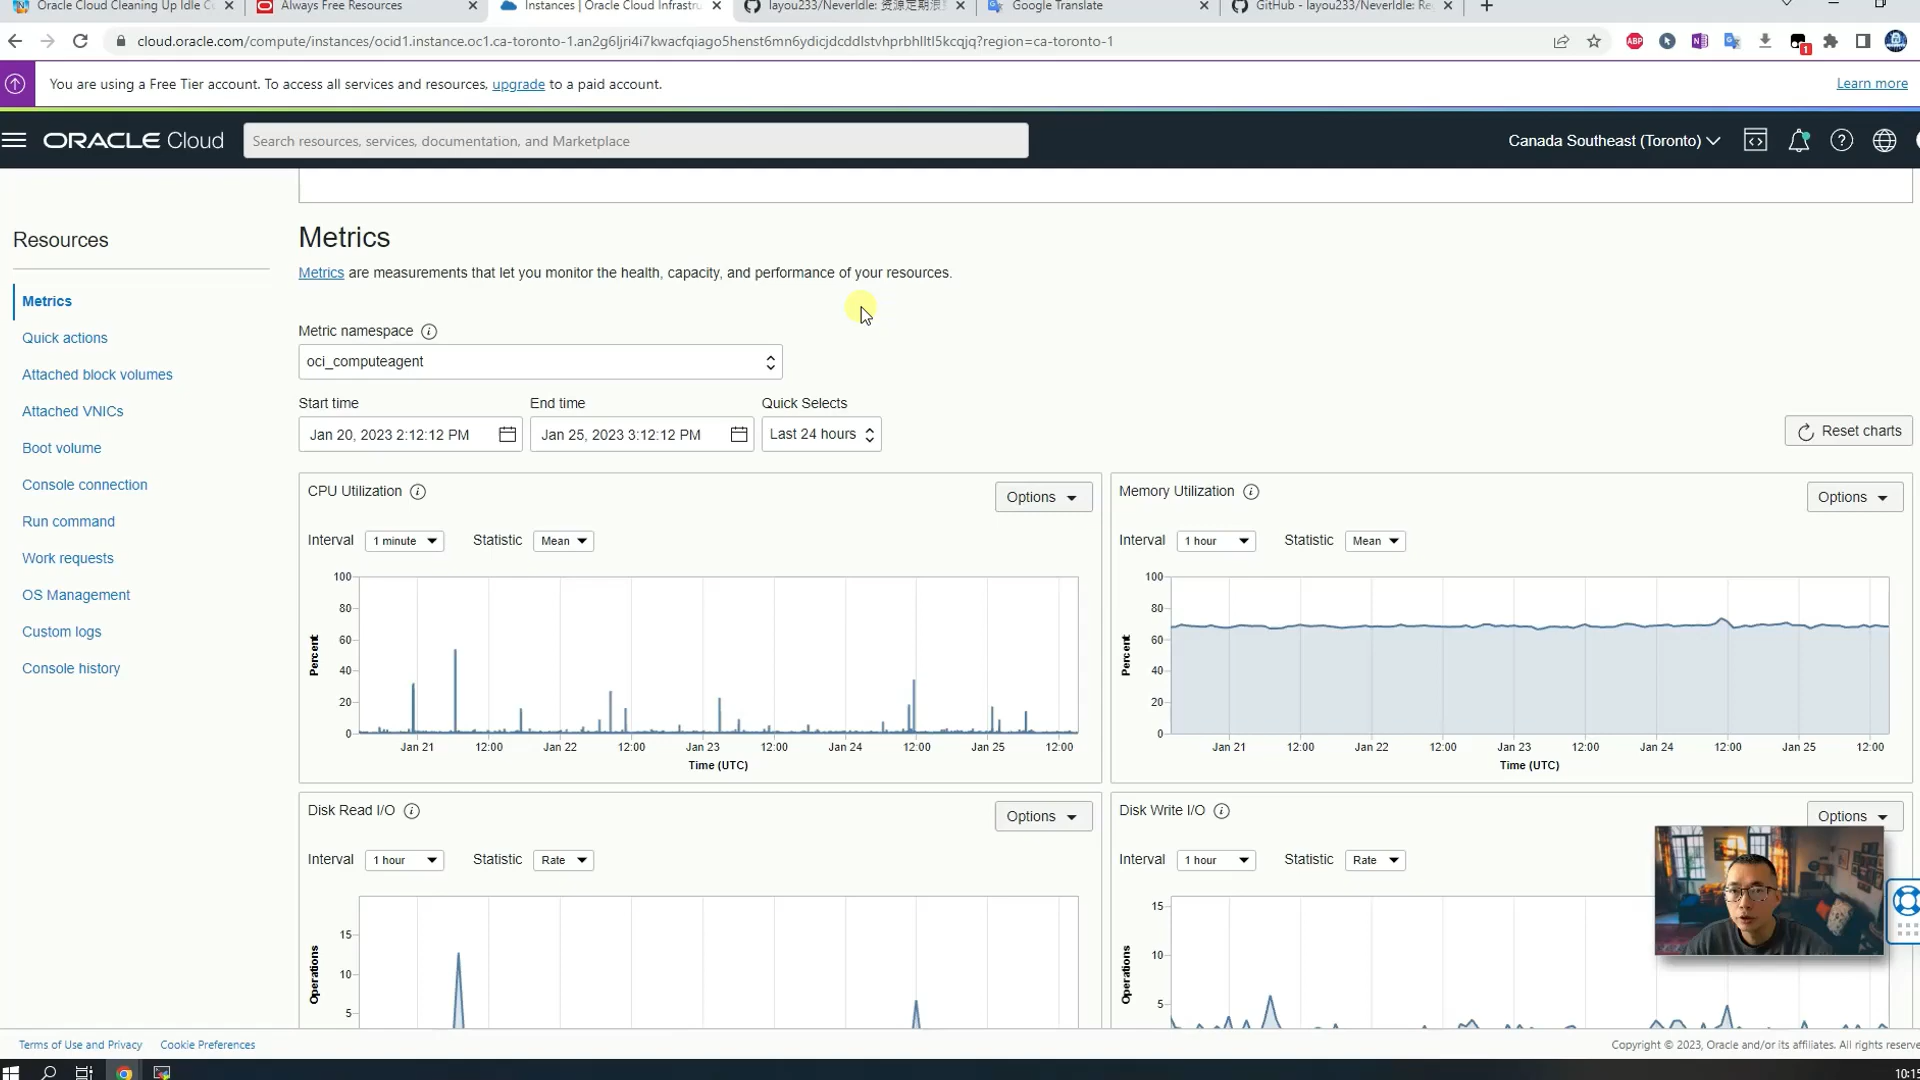 Oracle Cloud Cleaning Up Idle C
Always Free Resources
Instances | Oracle Cloud Infrastru
layou233/NeverIdle: 资源定期浪
Google Translate
GitHub - layou233/NeverIdle: Re
cloud.oracle.com/compute/instances/ocid1.instance.oc1.ca-toronto-1.an2g6ljri4i7kwacfqiago5henst6mn6ydicjdcddlstvhprbhlltl5kcqjq?region=ca-toronto-1
ABP
1
You are using a Free Tier account. To access all services and resources, upgrade to a paid account.
Learn more
ORACLE Cloud
Search resources, services, documentation, and Marketplace
Canada Southeast (Toronto)
Resources
Metrics
Quick actions
Attached block volumes
Attached VNICs
Boot volume
Console connection
Run command
Work requests
OS Management
Custom logs
Console history
Metrics
Metrics are measurements that let you monitor the health, capacity, and performance of your resources.
Metric namespace
oci_computeagent
Start time
End time
Quick Selects
Jan 20, 2023 2:12:12 PM
Jan 25, 2023 3:12:12 PM
Last 24 hours
Reset charts
CPU Utilization
Options
Interval 1 minute Statistic Mean
100
80
60
40
20
0
Percent
Jan 21 12:00 Jan 22 12:00 Jan 23 12:00 Jan 24 12:00 Jan 25 12:00
Time (UTC)
Memory Utilization
Options
Interval 1 hour Statistic Mean
100
80
60
40
20
0
Percent
Jan 21 12:00 Jan 22 12:00 Jan 23 12:00 Jan 24 12:00 Jan 25 12:00
Time (UTC)
Disk Read I/O
Options
Interval 1 hour Statistic Rate
15
10
5
Operations
Disk Write I/O
Options
Interval 1 hour Statistic Rate
15
10
5
Operations
Terms of Use and Privacy
Cookie Preferences
Copyright © 2023, Oracle and/or its affiliates. All rights reserve
10:15